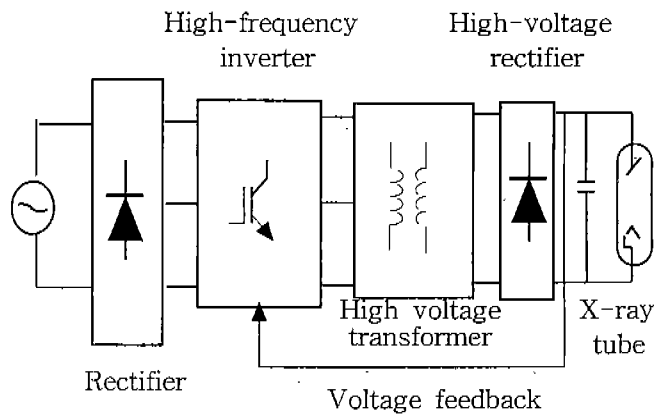 High-frequency
inverter
High-voltage
rectifier
High voltage
transformer
X-ray
tube
Rectifier
Voltage feedback